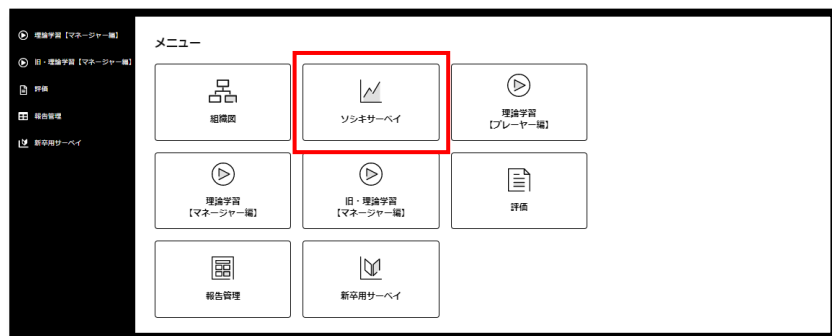 理論学習【マネージャー編】
旧・理論学習【マネージャー編】
評価
報告管理
新卒用サーベイ
メニュー
組織図
ソシキサーベイ
理論学習
【プレーヤー編】
理論学習
【マネージャー編】
旧・理論学習
【マネージャー編】
評価
報告管理
新卒用サーベイ